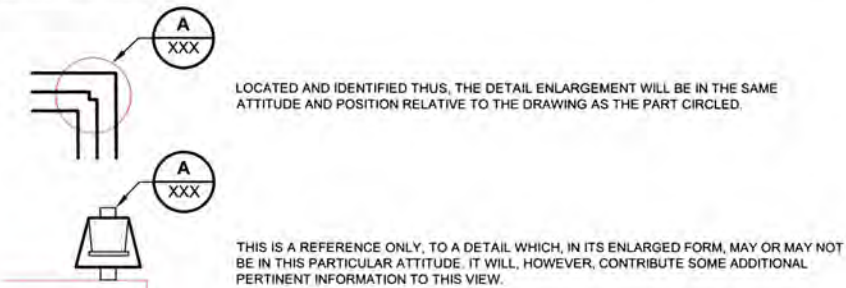 A
XXX
LOCATED AND IDENTIFIED THUS, THE DETAIL ENLARGEMENT WILL BE IN THE SAME
ATTITUDE AND POSITION RELATIVE TO THE DRAWING AS THE PART CIRCLED.
A
XXX
THIS IS A REFERENCE ONLY, TO A DETAIL WHICH, IN ITS ENLARGED FORM, MAY OR MAY NOT
BE IN THIS PARTICULAR ATTITUDE. IT WILL, HOWEVER, CONTRIBUTE SOME ADDITIONAL
PERTINENT INFORMATION TO THIS VIEW.